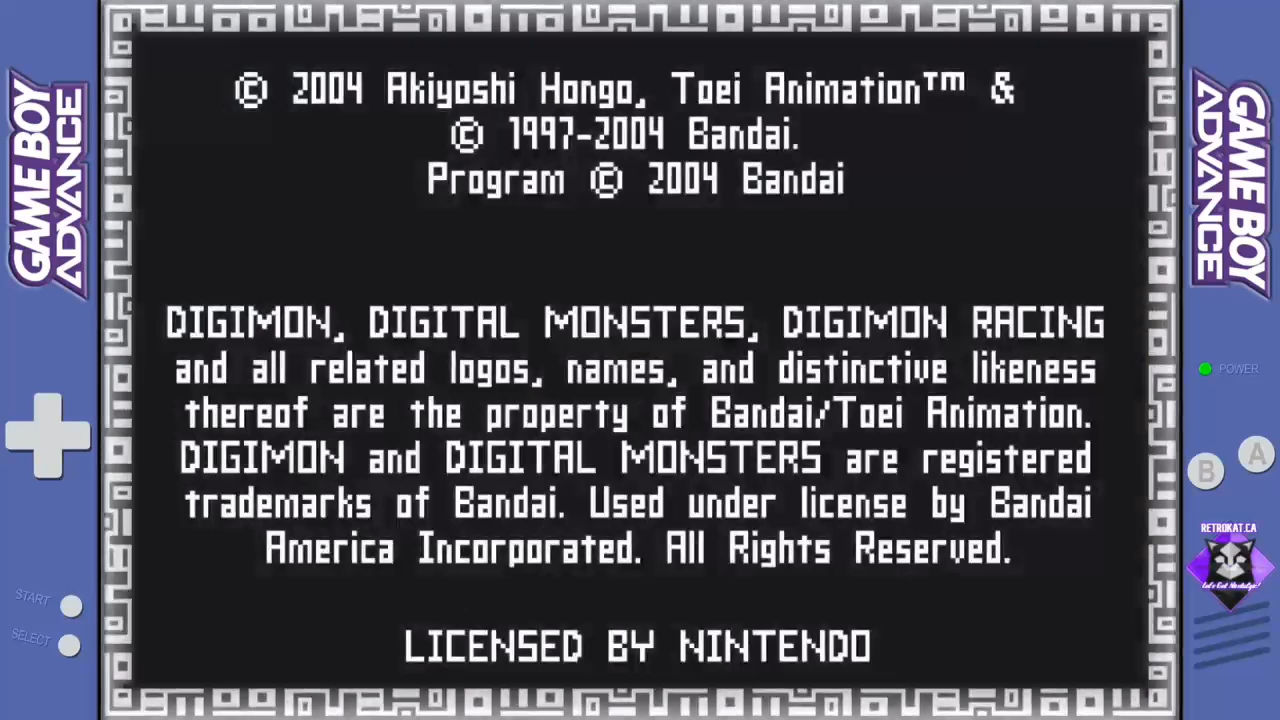 © 2004 Akiyoshi Hongo, Toei Animation™ &
© 1997-2004 Bandai.
Program © 2004 Bandai
DIGIMON, DIGITAL MONSTERS, DIGIMON RACING
and all related logos, names, and distinctive likeness
thereof are the property of Bandai/Toei Animation.
DIGIMON and DIGITAL MONSTERS are registered
trademarks of Bandai. Used under license by Bandai
America Incorporated. All Rights Reserved.
LICENSED BY NINTENDO
GAME BOY
ADVANCE
START
SELECT
GAME BOY
ADVANCE
POWER
A
B
RETROKAT.CA
Let's Get Nostalgic!